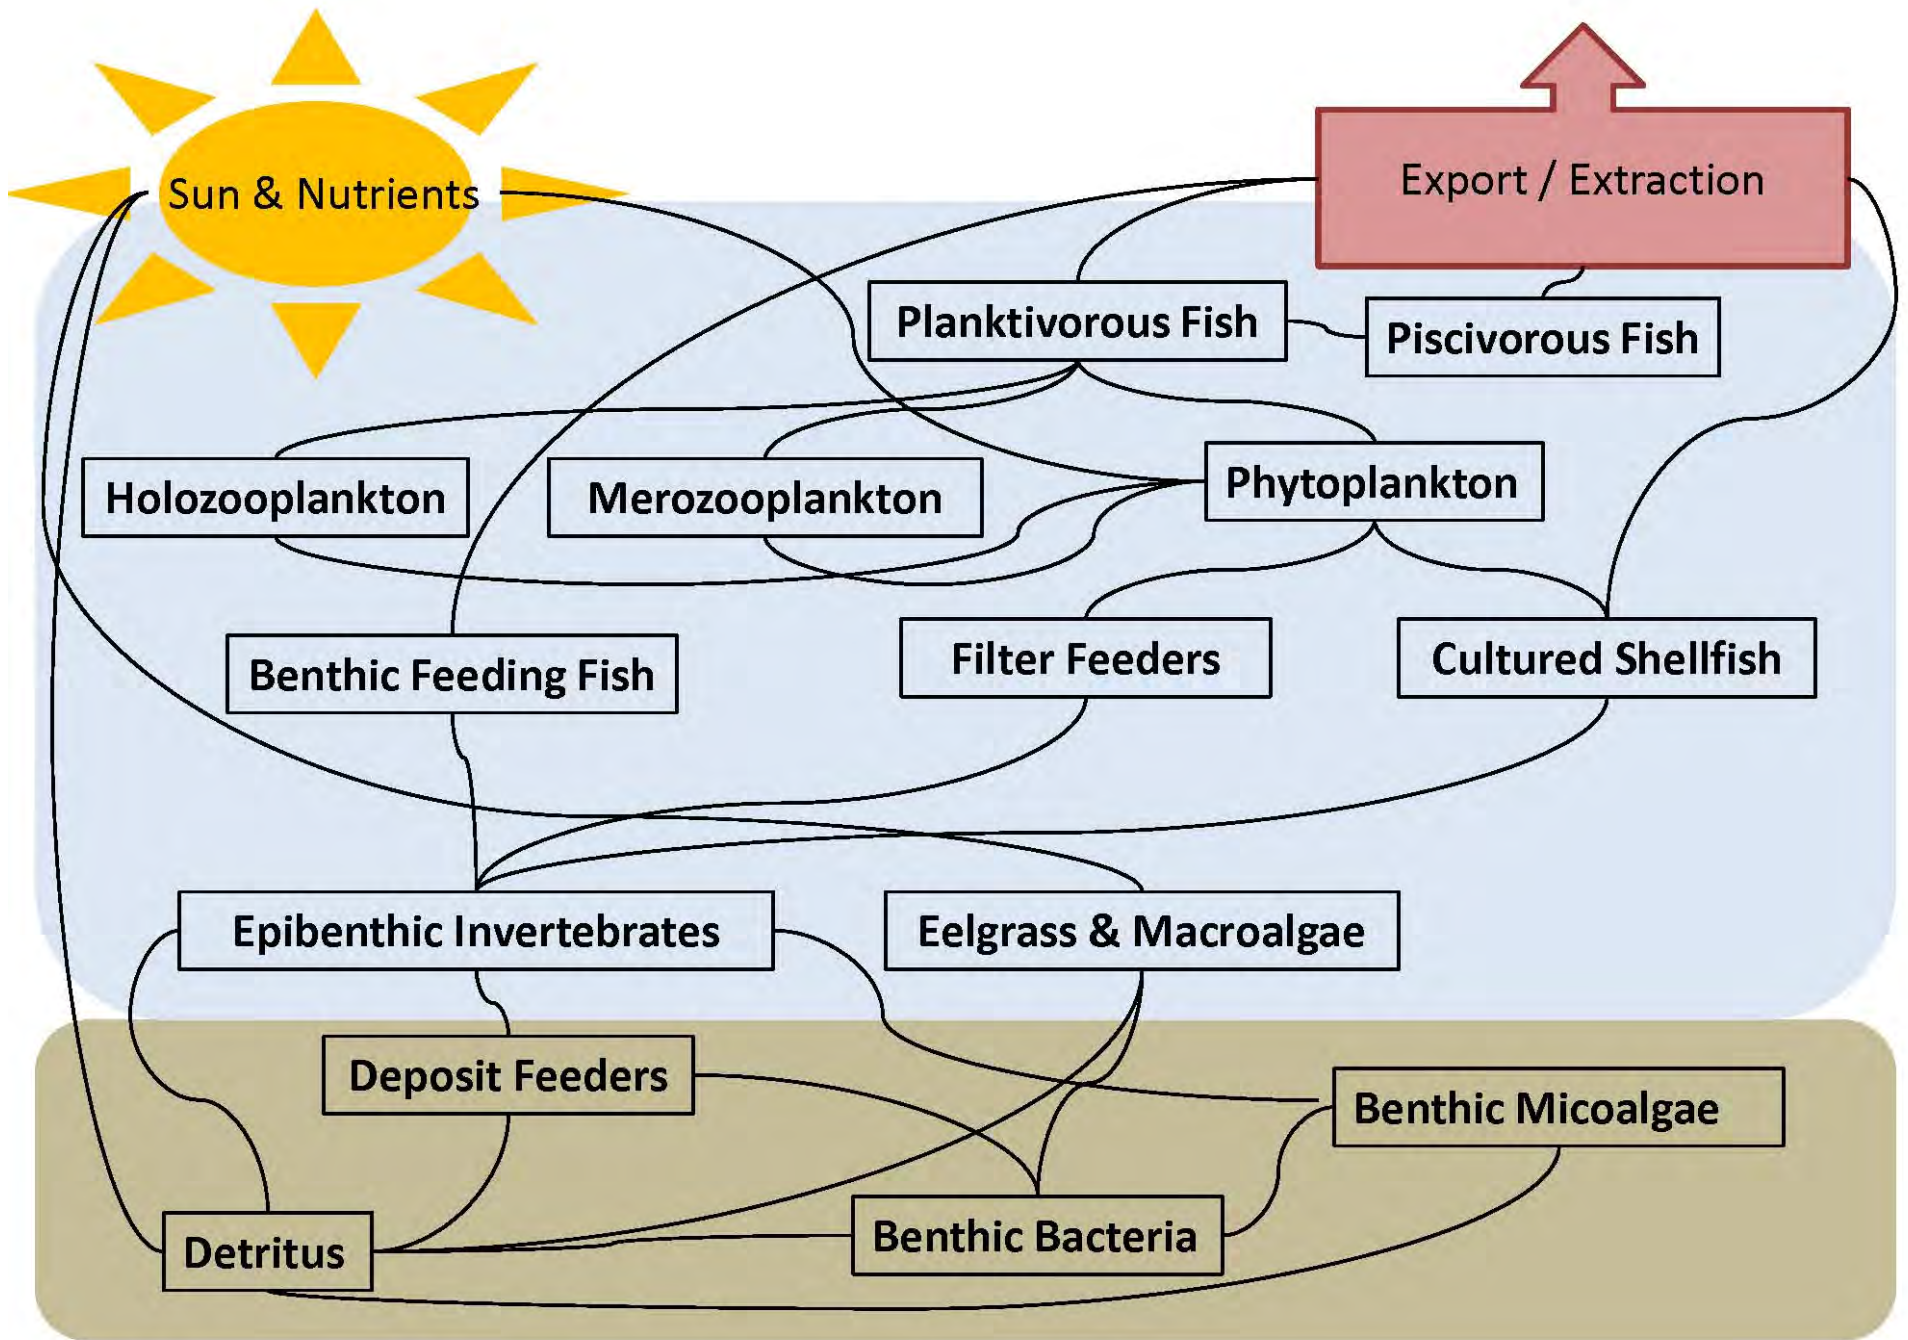 Sun & Nutrients
Export / Extraction
Planktivorous Fish
Piscivorous Fish
Holozooplankton
Merozooplankton
Phytoplankton
Benthic Feeding Fish
Filter Feeders
Cultured Shellfish
Epibenthic Invertebrates
Eelgrass & Macroalgae
Deposit Feeders
Benthic Micoalgae
Detritus
Benthic Bacteria